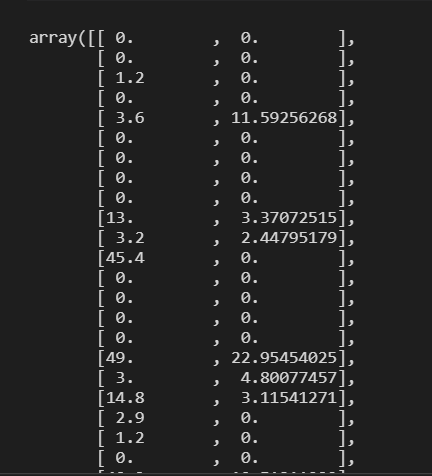 array([[ 0.        ,  0.        ],
       [ 0.        ,  0.        ],
       [ 1.2       ,  0.        ],
       [ 0.        ,  0.        ],
       [ 3.6       , 11.59256268],
       [ 0.        ,  0.        ],
       [ 0.        ,  0.        ],
       [ 0.        ,  0.        ],
       [ 0.        ,  0.        ],
       [13.        ,  3.37072515],
       [ 3.2       ,  2.44795179],
       [45.4       ,  0.        ],
       [ 0.        ,  0.        ],
       [ 0.        ,  0.        ],
       [ 0.        ,  0.        ],
       [ 0.        ,  0.        ],
       [49.        , 22.95454025],
       [ 3.        ,  4.80077457],
       [14.8       ,  3.11541271],
       [ 2.9       ,  0.        ],
       [ 1.2       ,  0.        ],
       [ 0.        ,  0.        ],